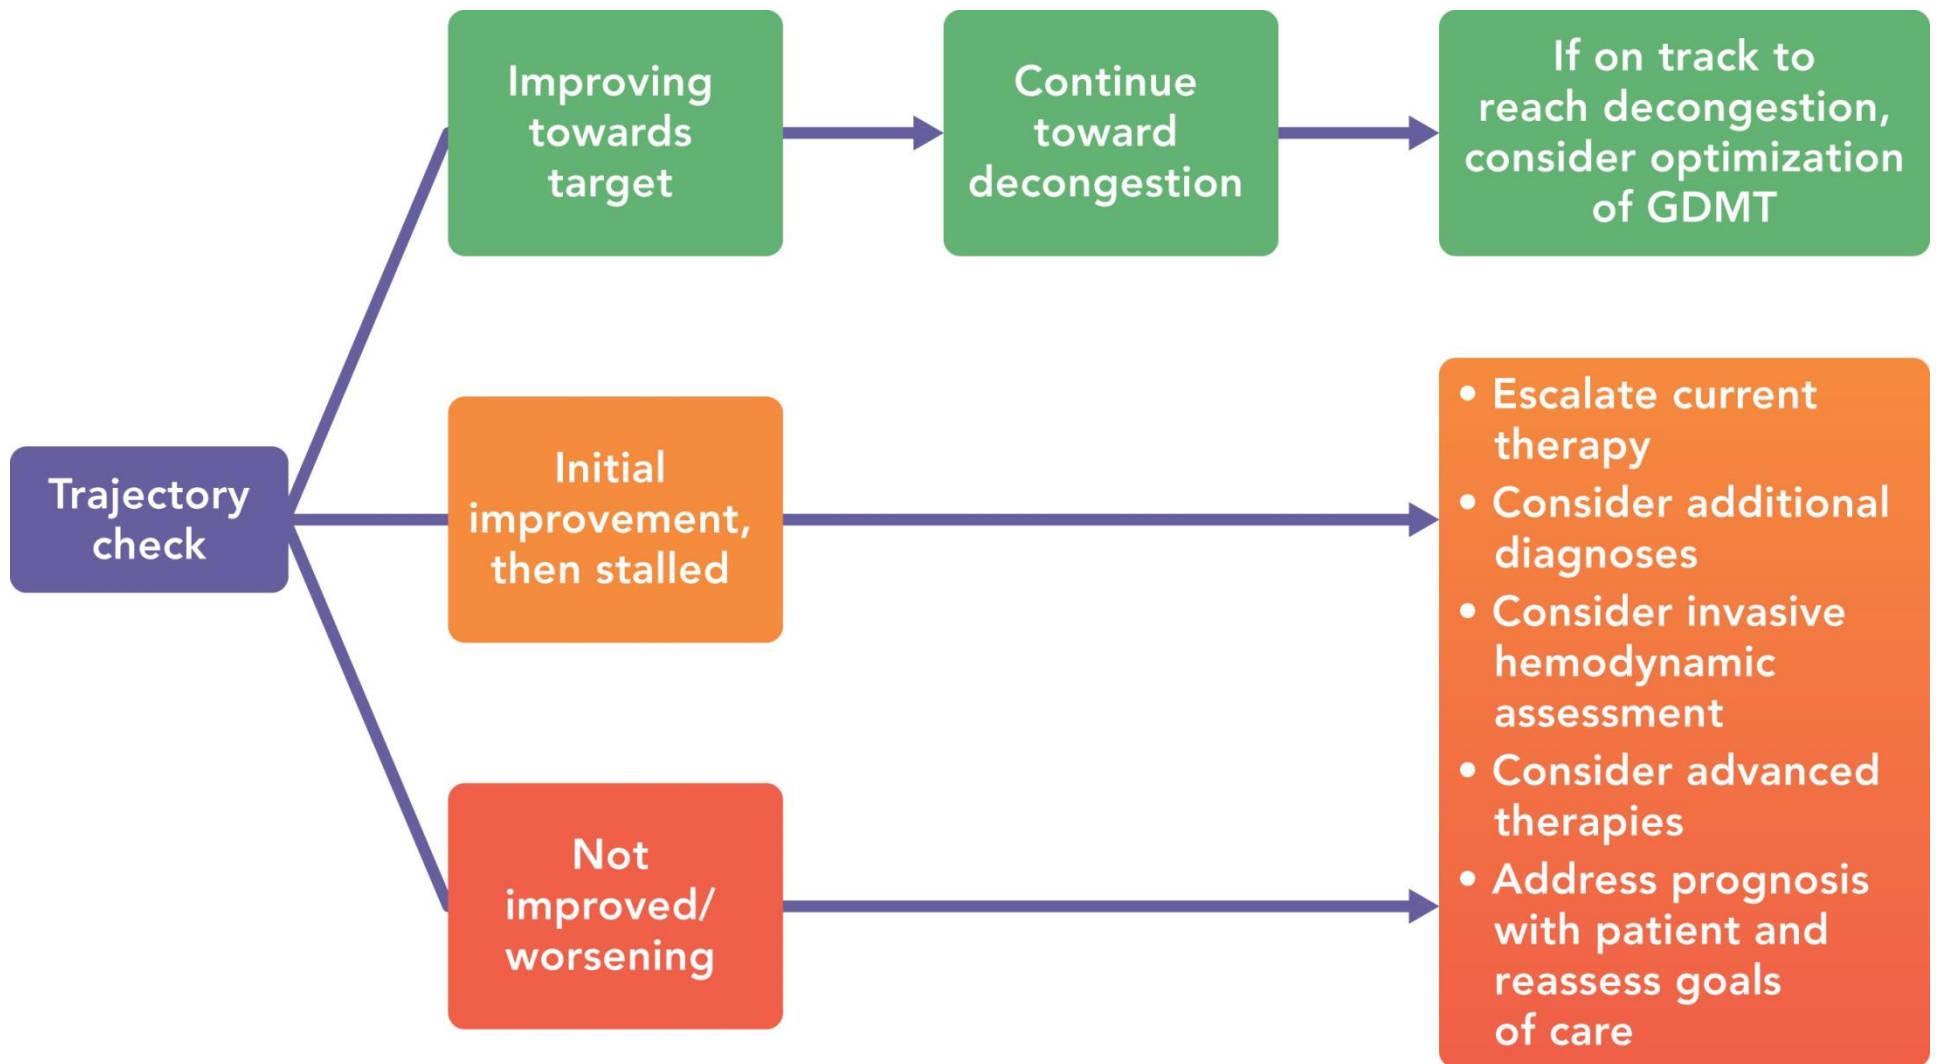 Trajectory
check
Improving
towards
target
Continue
toward
decongestion
If on track to
reach decongestion,
consider optimization
of GDMT
Initial
improvement,
then stalled
Not
improved/
worsening
• Escalate current
therapy
• Consider additional
diagnoses
• Consider invasive
hemodynamic
assessment
• Consider advanced
therapies
• Address prognosis
with patient and
reassess goals
of care